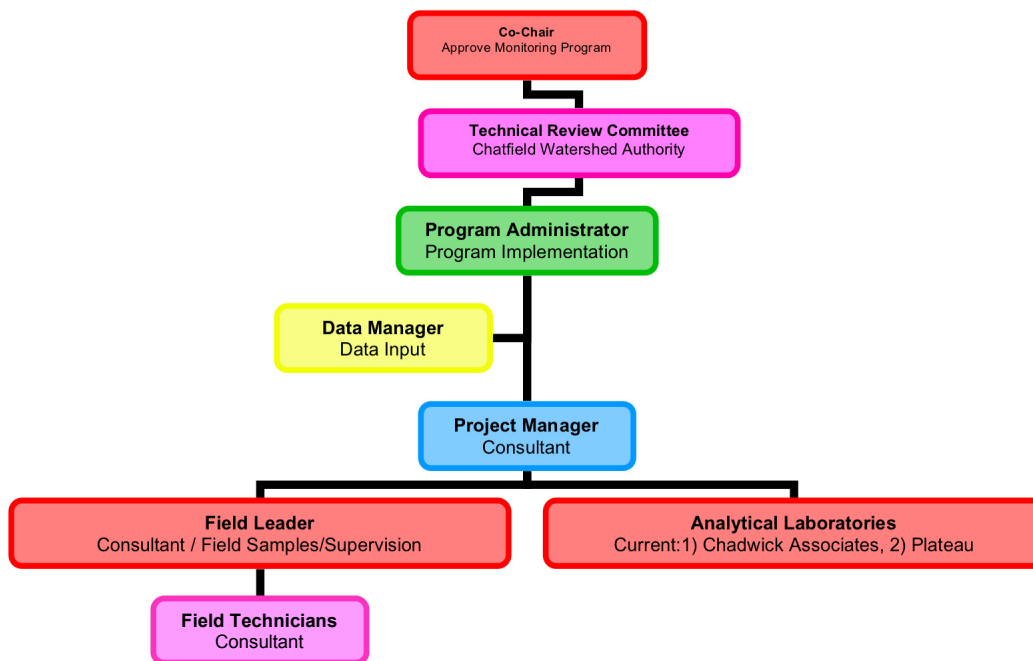 Co-Chair
Approve Monitoring Program
Technical Review Committee
Chatfield Watershed Authority
Program Administrator
Program Implementation
Data Manager
Data Input
Project Manager
Consultant
Field Leader
Consultant / Field Samples/Supervision
Analytical Laboratories
Current:1) Chadwick Associates, 2) Plateau
Field Technicians
Consultant